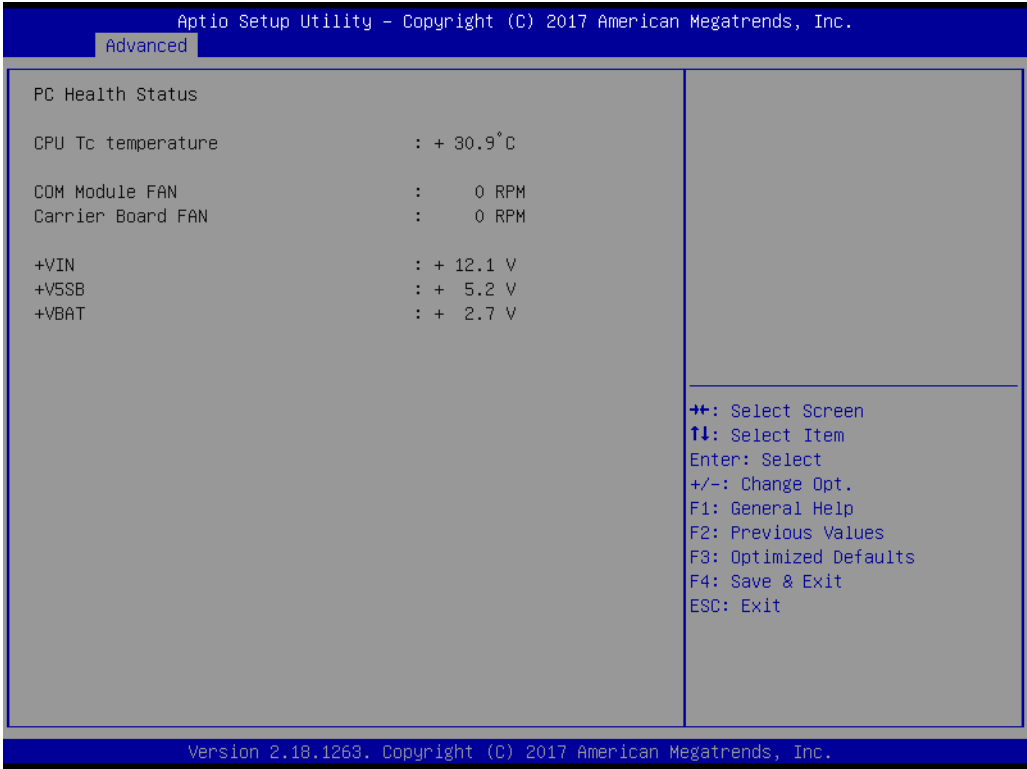 Aptio Setup Utility – Copyright (C) 2017 American Megatrends, Inc.
Advanced
PC Health Status
CPU Tc temperature : + 30.9°C
COM Module FAN : 0 RPM
Carrier Board FAN : 0 RPM
+VIN : + 12.1 V
+V5SB : + 5.2 V
+VBAT : + 2.7 V
→←: Select Screen
↑↓: Select Item
Enter: Select
+/-: Change Opt.
F1: General Help
F2: Previous Values
F3: Optimized Defaults
F4: Save & Exit
ESC: Exit
Version 2.18.1263. Copyright (C) 2017 American Megatrends, Inc.